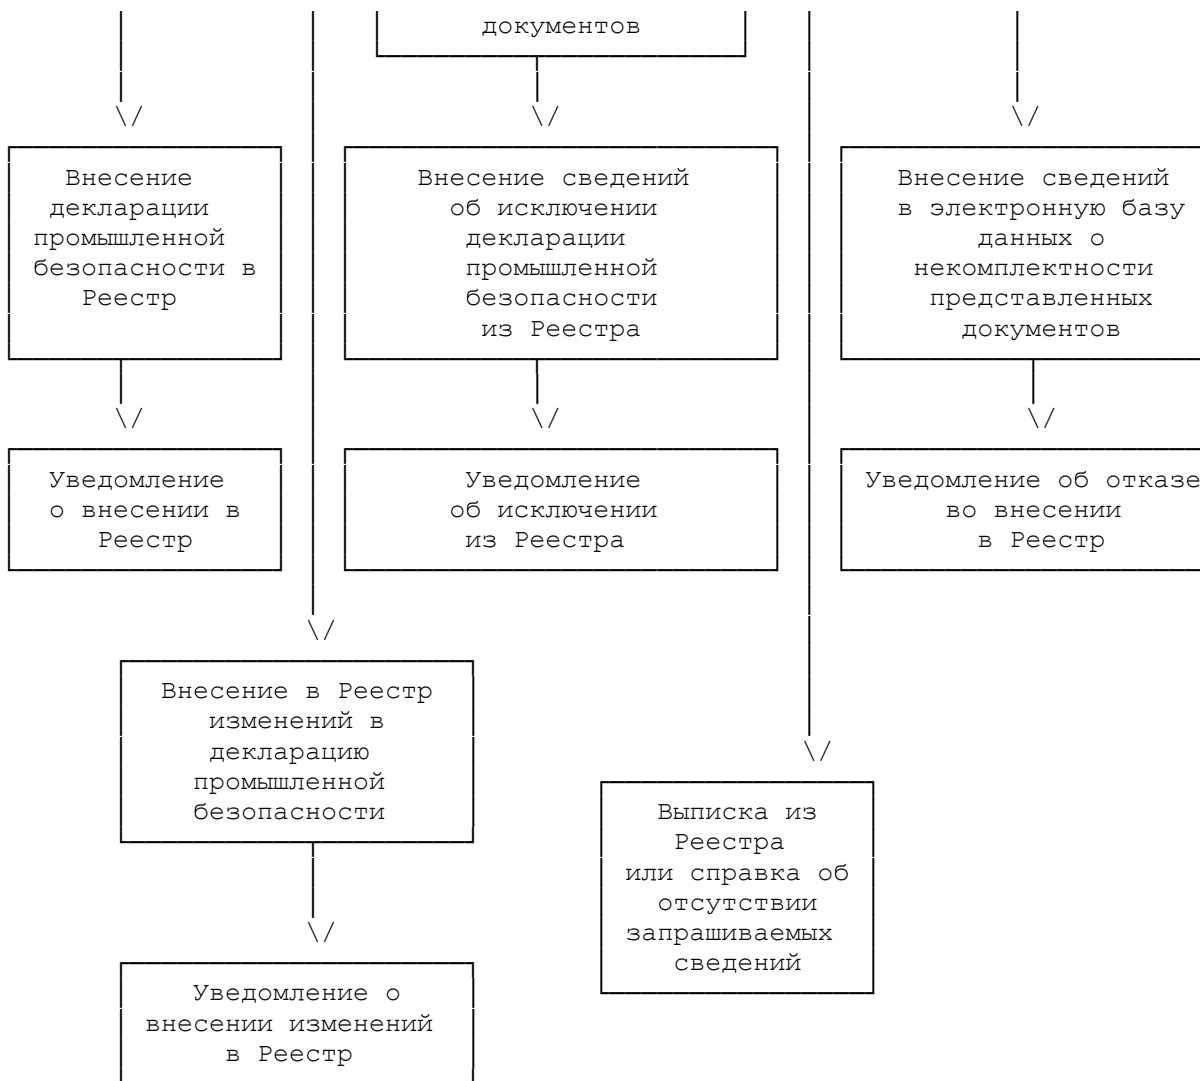 документов
Внесение
декларации
промышленной
безопасности в
Реестр
Внесение сведений
об исключении
декларации
промышленной
безопасности
из Реестра
Внесение сведений
в электронную базу
данных о
некомплектности
представленных
документов
Уведомление
о внесении в
Реестр
Уведомление
об исключении
из Реестра
Уведомление об отказе
во внесении
в Реестр
Внесение в Реестр
изменений в
декларацию
промышленной
безопасности
Выписка из
Реестра
или справка об
отсутствии
запрашиваемых
сведений
Уведомление о
внесении изменений
в Реестр